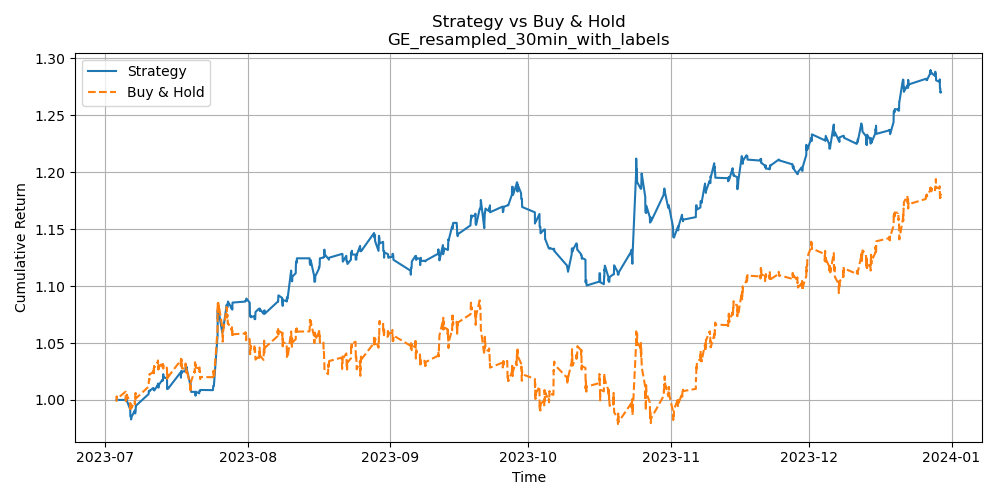 Strategy vs Buy & Hold
GE_resampled_30min_with_labels
Strategy
Buy & Hold
1.30
1.25
1.20
1.15
1.10
1.05
1.00
Cumulative Return
2023-07
2023-08
2023-09
2023-10
2023-11
2023-12
2024-01
Time